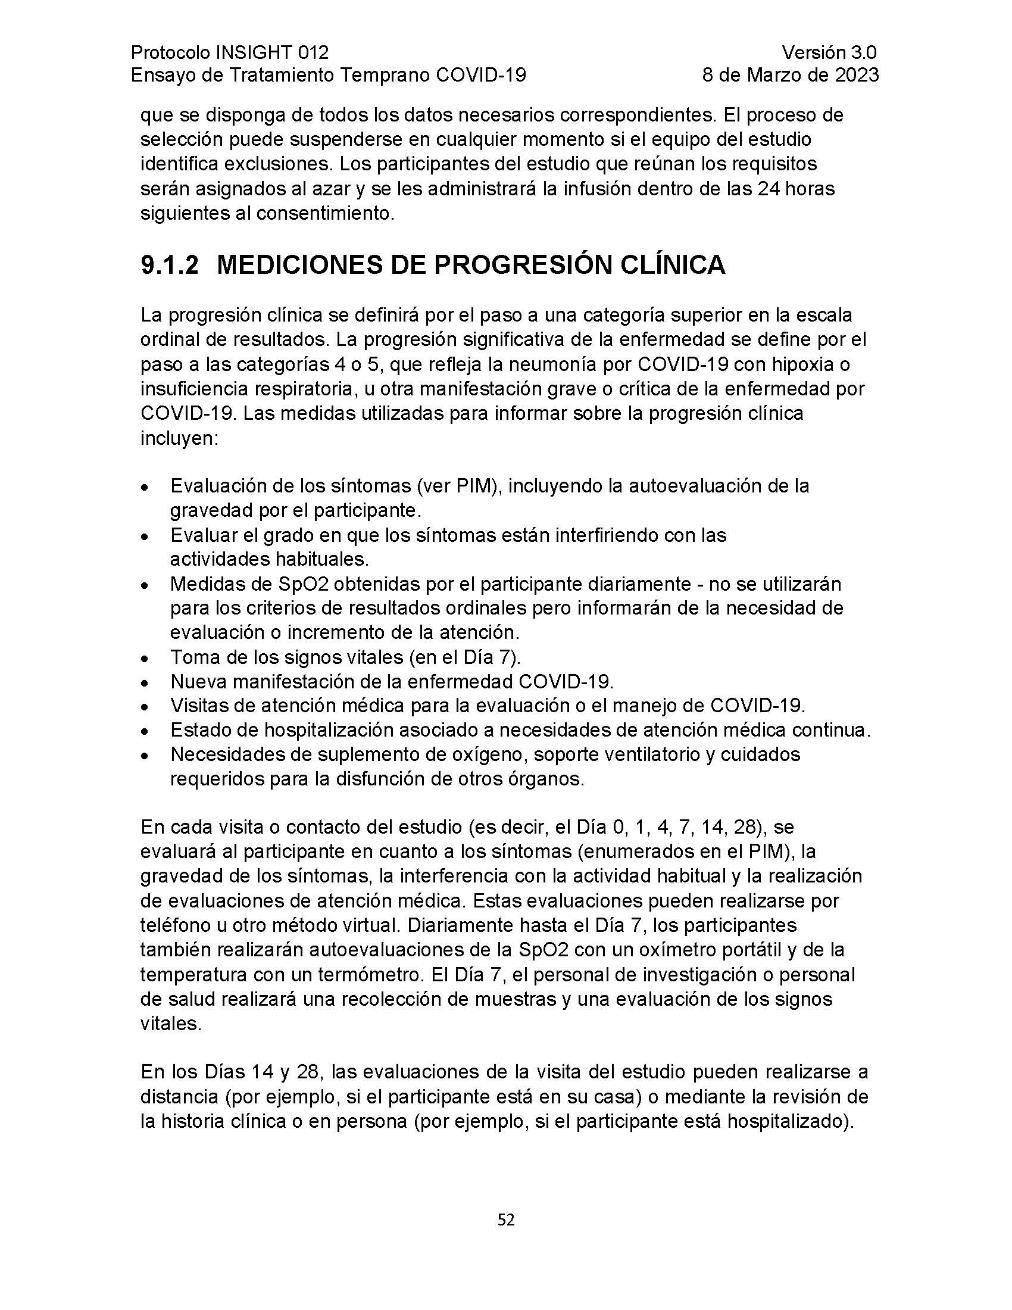 Protocolo INSIGHT 012 Versión 3.0
Ensayo de Tratamiento Temprano COVID-19 8 de Marzo de 2023
que se disponga de todos los datos necesarios correspondientes. El proceso de
selección puede suspenderse en cualquier momento si el equipo del estudio
identifica exclusiones. Los participantes del estudio que reúnan los requisitos
serán asignados al azar y se les administrará la infusión dentro de las 24 horas
siguientes al consentimiento.
9.1.2 MEDICIONES DE PROGRESIÓN CLÍNICA
La progresión clínica se definirá por el paso a una categoría superior en la escala
ordinal de resultados. La progresión significativa de la enfermedad se define por el
paso a las categorías 4 o 5, que refleja la neumonía por COVID-19 con hipoxia o
insuficiencia respiratoria, u otra manifestación grave o crítica de la enfermedad por
COVID-19. Las medidas utilizadas para informar sobre la progresión clínica
incluyen:
• Evaluación de los síntomas (ver PIM), incluyendo la autoevaluación de la
gravedad por el participante.
• Evaluar el grado en que los síntomas están interfiriendo con las
actividades habituales.
• Medidas de SpO2 obtenidas por el participante diariamente - no se utilizarán
para los criterios de resultados ordinales pero informarán de la necesidad de
evaluación o incremento de la atención.
• Toma de los signos vitales (en el Día 7).
• Nueva manifestación de la enfermedad COVID-19.
• Visitas de atención médica para la evaluación o el manejo de COVID-19.
• Estado de hospitalización asociado a necesidades de atención médica continua.
• Necesidades de suplemento de oxígeno, soporte ventilatorio y cuidados
requeridos para la disfunción de otros órganos.
En cada visita o contacto del estudio (es decir, el Día 0, 1, 4, 7, 14, 28), se
evaluará al participante en cuanto a los síntomas (enumerados en el PIM), la
gravedad de los síntomas, la interferencia con la actividad habitual y la realización
de evaluaciones de atención médica. Estas evaluaciones pueden realizarse por
teléfono u otro método virtual. Diariamente hasta el Día 7, los participantes
también realizarán autoevaluaciones de la SpO2 con un oxímetro portátil y de la
temperatura con un termómetro. El Día 7, el personal de investigación o personal
de salud realizará una recolección de muestras y una evaluación de los signos
vitales.
En los Días 14 y 28, las evaluaciones de la visita del estudio pueden realizarse a
distancia (por ejemplo, si el participante está en su casa) o mediante la revisión de
la historia clínica o en persona (por ejemplo, si el participante está hospitalizado).
52